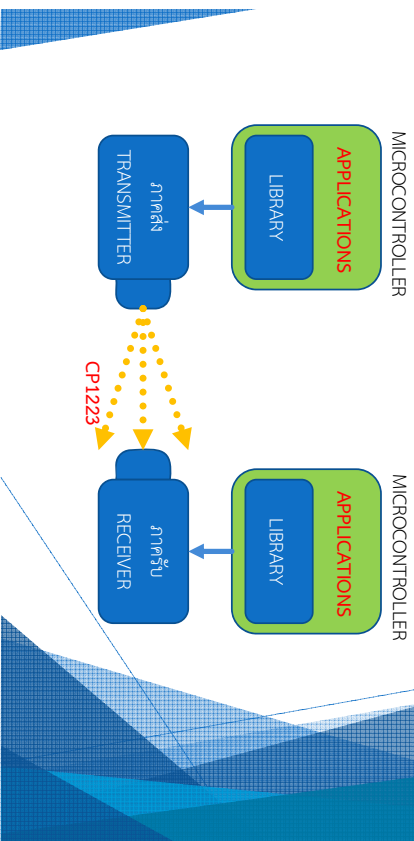 MICROCONTROLLER
APPLICATIONS
LIBRARY
ภาคส่ง
TRANSMITTER
CP1223
MICROCONTROLLER
APPLICATIONS
LIBRARY
ภาครับ
RECEIVER